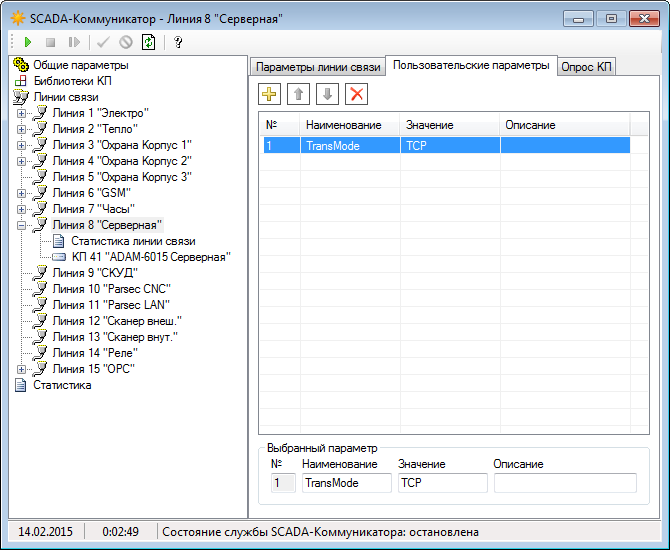 SCADA-Коммуникатор - Линия 8 "Серверная"
Общие параметры
Библиотеки КП
Линии связи
Линия 1 "Электро"
Линия 2 "Тепло"
Линия 3 "Охрана Корпус 1"
Линия 4 "Охрана Корпус 2"
Линия 5 "Охрана Корпус 3"
Линия 6 "GSM"
Линия 7 "Часы"
Линия 8 "Серверная"
Статистика линии связи
КП 41 "ADAM-6015 Серверная"
Линия 9 "СКУД"
Линия 10 "Parsec CNC"
Линия 11 "Parsec LAN"
Линия 12 "Сканер внеш."
Линия 13 "Сканер внут."
Линия 14 "Реле"
Линия 15 "OPC"
Статистика
Параметры линии связи Пользовательские параметры Опрос КП
№ Наименование Значение Описание
1 TransMode TCP
Выбранный параметр
№ Наименование Значение Описание
1 TransMode TCP
14.02.2015 0:02:49 Состояние службы SCADA-Коммуникатора: остановлена